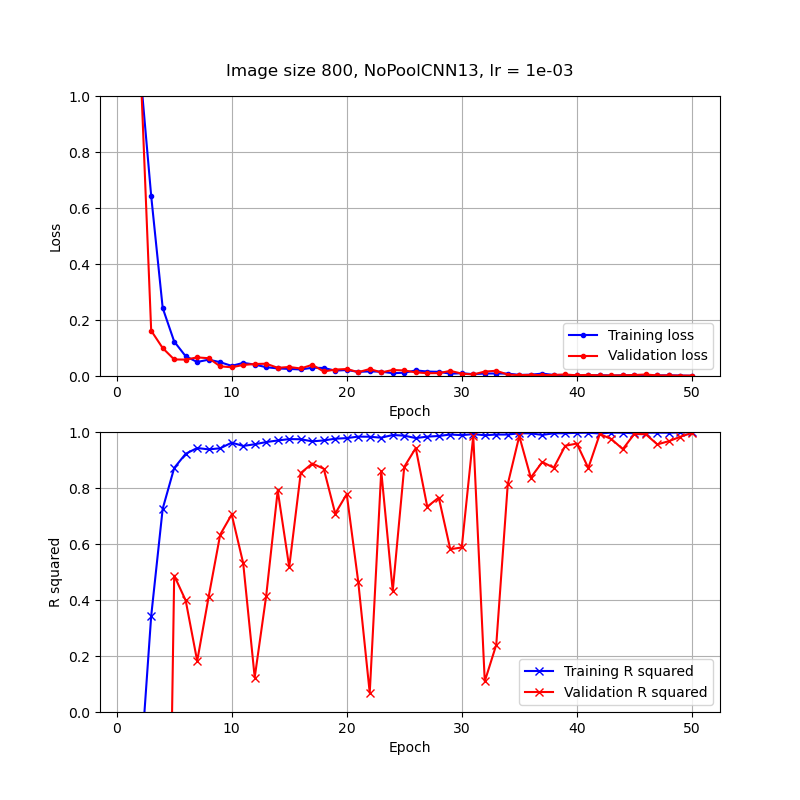 Image size 800, NoPoolCNN13, lr = 1e-03
1.0
0.8
0.6
0.4
0.2
0.0
Loss
Training loss
Validation loss
0 10 20 30 40 50
Epoch
1.0
0.8
0.6
0.4
0.2
0.0
R squared
Training R squared
Validation R squared
0 10 20 30 40 50
Epoch